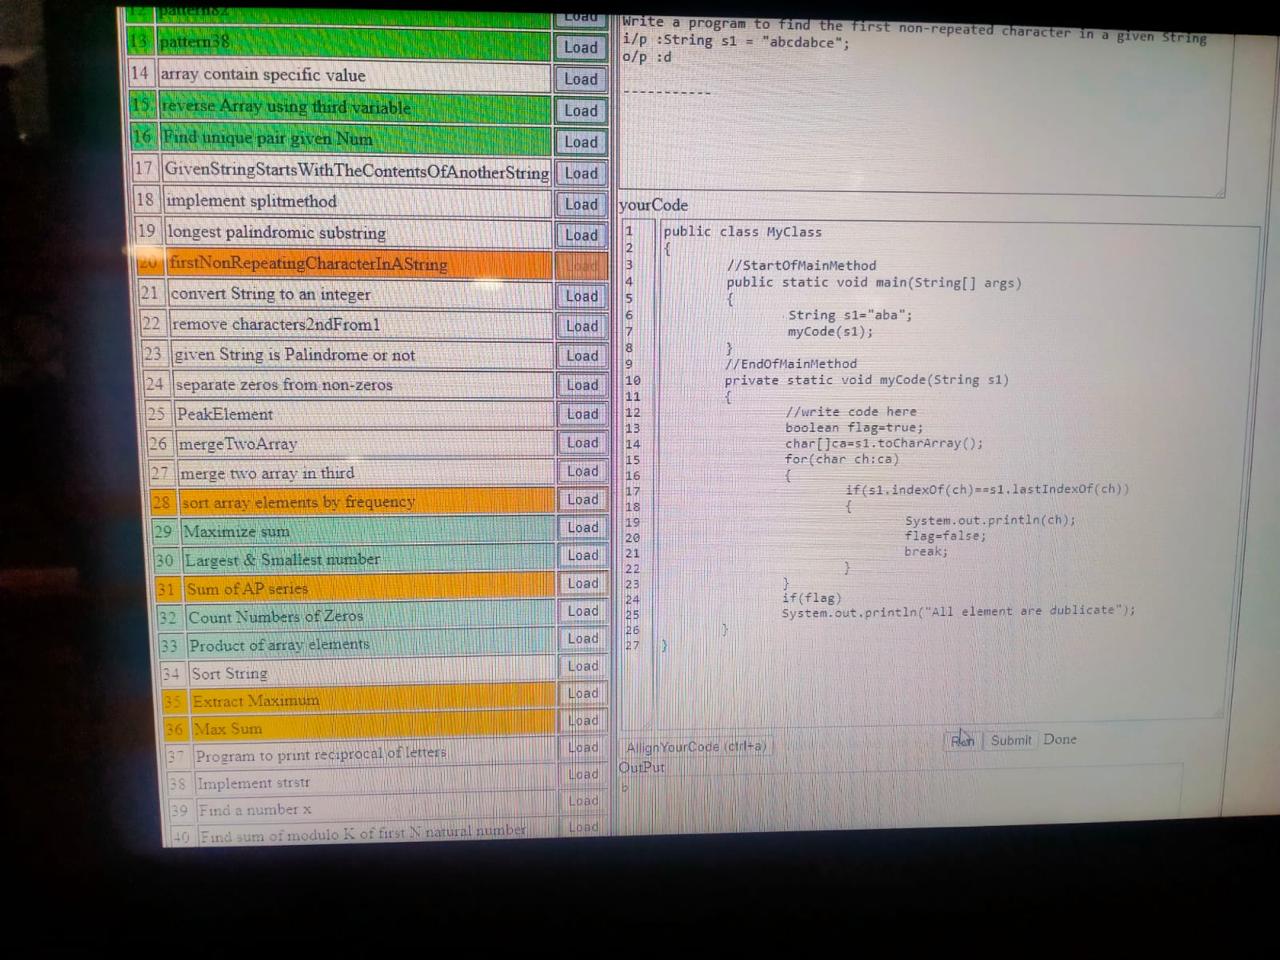 12 pattern82 Load
13 pattern38 Load
14 array contain specific value Load
15 reverse Array using third variable Load
16 Find unique pair given Num Load
17 GivenStringStartsWithTheContentsOfAnotherString Load
18 implement splitmethod Load
19 longest palindromic substring Load
20 firstNonRepeatingCharacterInAString Load
21 convert String to an integer Load
22 remove characters2ndFrom1 Load
23 given String is Palindrome or not Load
24 separate zeros from non-zeros Load
25 PeakElement Load
26 mergeTwoArray Load
27 merge two array in third Load
28 sort array elements by frequency Load
29 Maximize sum Load
30 Largest & Smallest number Load
31 Sum of AP series Load
32 Count Numbers of Zeros Load
33 Product of array elements Load
34 Sort String Load
35 Extract Maximum Load
36 Max Sum Load
37 Program to print reciprocal of letters Load
38 Implement strstr Load
39 Find a number x Load
40 Find sum of modulo K of first N natural number Load
Write a program to find the first non-repeated character in a given String
i/p :String s1 = "abcdabce";
o/p :d
-----------
yourCode
1 public class MyClass
2 {
3 //StartOfMainMethod
4 public static void main(String[] args)
5 {
6 String s1="aba";
7 myCode(s1);
8 }
9 //EndOfMainMethod
10 private static void myCode(String s1)
11 {
12 //write code here
13 boolean flag=true;
14 char[]ca=s1.toCharArray();
15 for(char ch:ca)
16 {
17 if(s1.indexOf(ch)==s1.lastIndexOf(ch))
18 {
19 System.out.println(ch);
20 flag=false;
21 break;
22 }
23 }
24 if(flag)
25 System.out.println("All element are dublicate");
26 }
27 }
AllignYourCode (ctrl+a) Run Submit Done
OutPut
b